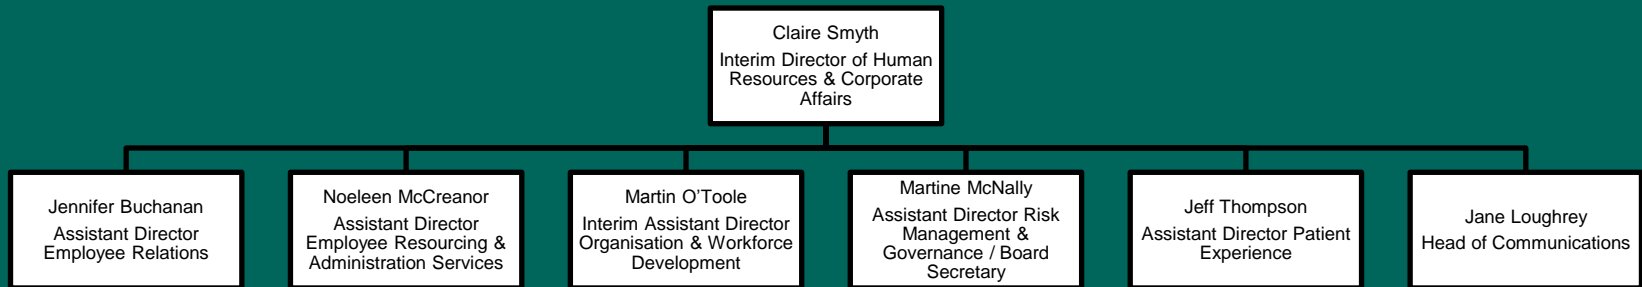 Claire Smyth
Interim Director of Human
Resources & Corporate
Affairs
Jennifer Buchanan
Assistant Director
Employee Relations
Noeleen McCreanor
Assistant Director
Employee Resourcing &
Administration Services
Martin O’Toole
Interim Assistant Director
Organisation & Workforce
Development
Martine McNally
Assistant Director Risk
Management &
Governance / Board
Secretary
Jeff Thompson
Assistant Director Patient
Experience
Jane Loughrey
Head of Communications